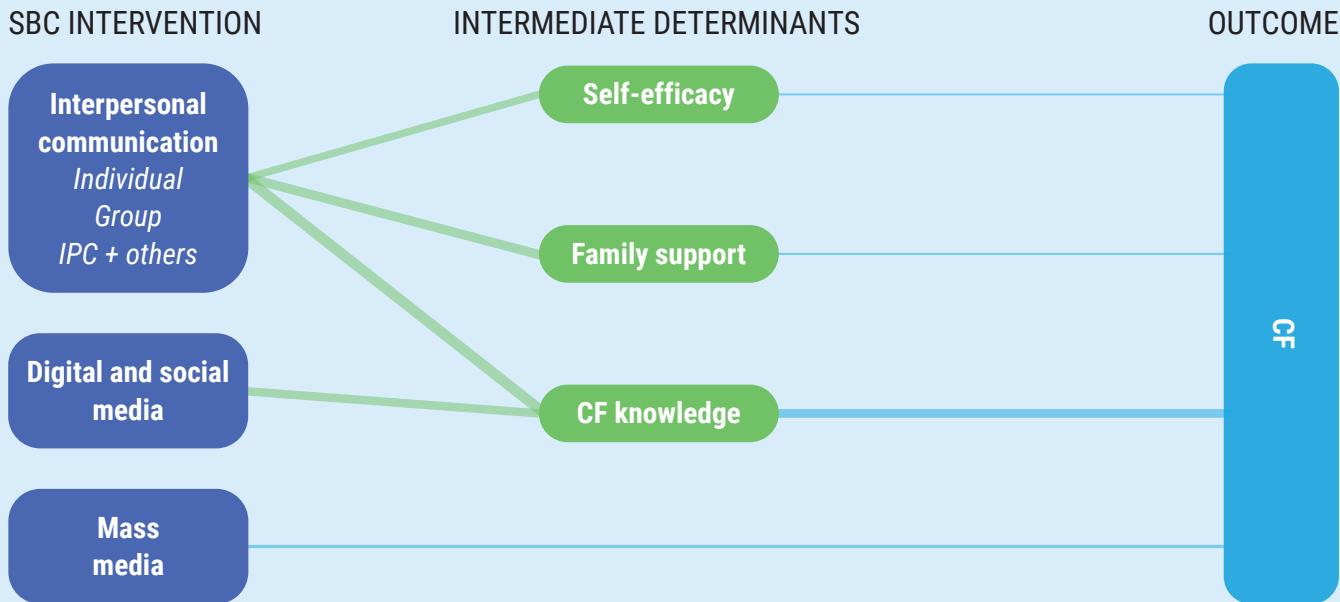 SBC INTERVENTION
INTERMEDIATE DETERMINANTS
OUTCOME
Interpersonal
communication
Individual
Group
IPC + others
Digital and social
media
Mass
media
Self-efficacy
Family support
CF knowledge
CF